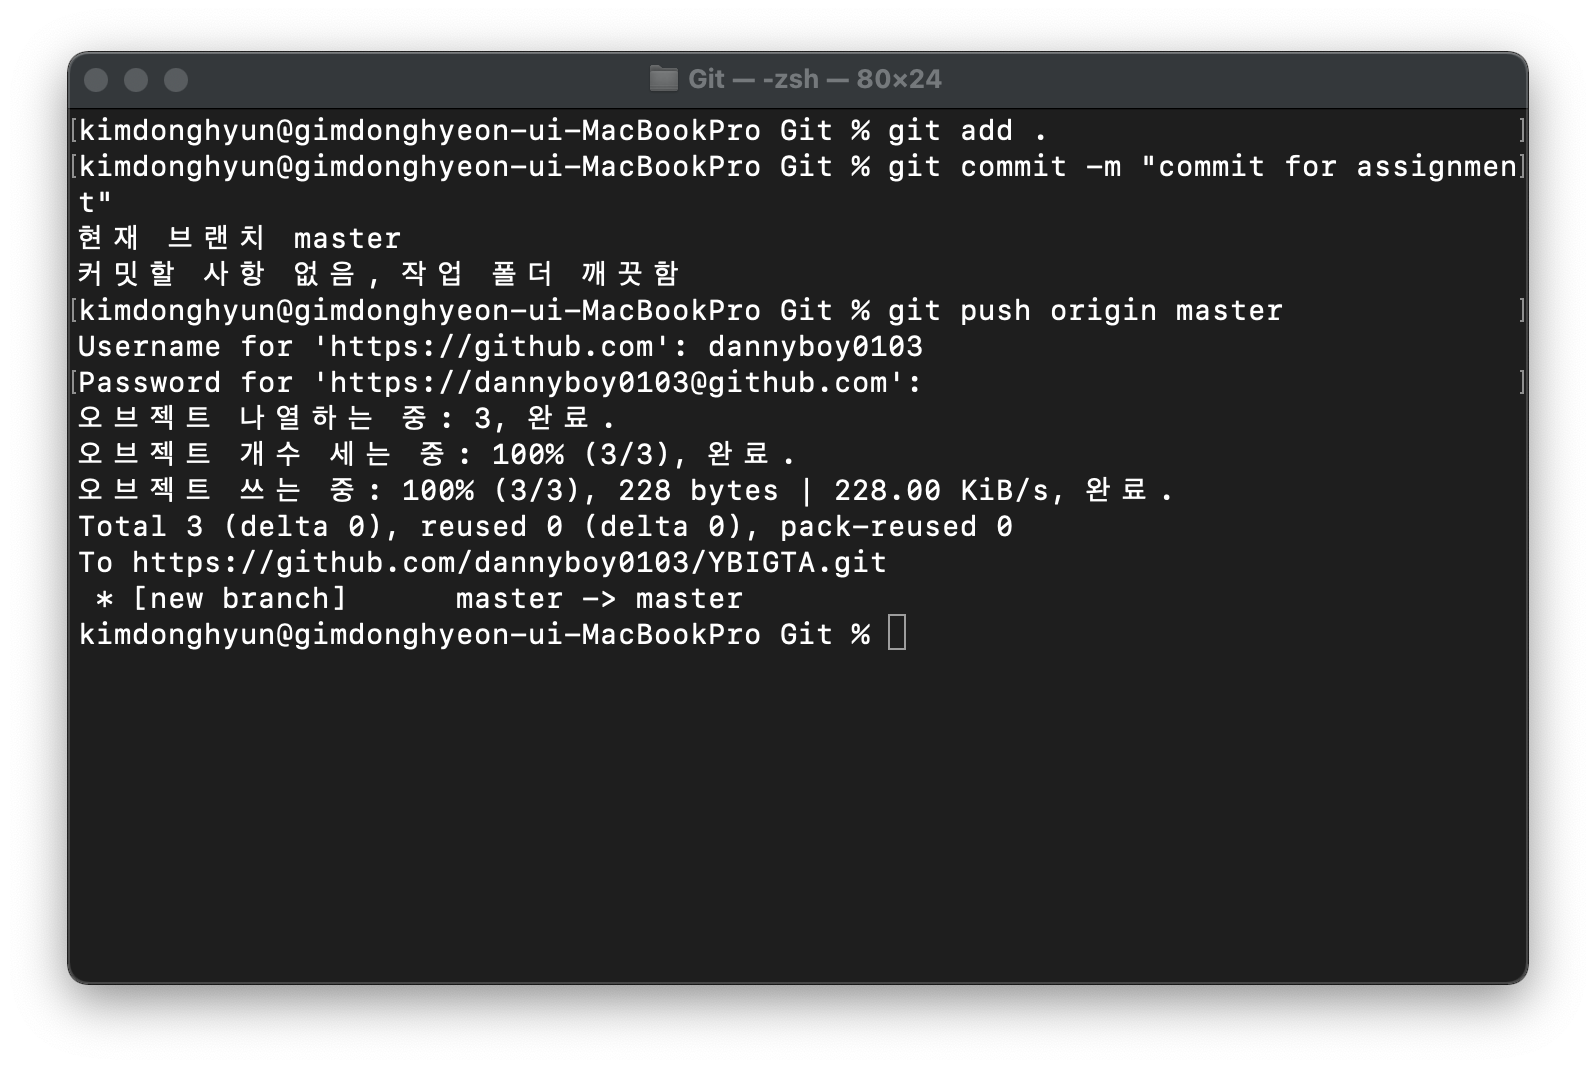 Git — -zsh — 80×24
[kimdonghyun@gimdonghyeon-ui-MacBookPro Git % git add . ]
[kimdonghyun@gimdonghyeon-ui-MacBookPro Git % git commit -m "commit for assignmen]
t"
현재 브랜치 master
커밋할 사항 없음, 작업 폴더 깨끗함
[kimdonghyun@gimdonghyeon-ui-MacBookPro Git % git push origin master ]
Username for 'https://github.com': dannyboy0103
[Password for 'https://dannyboy0103@github.com': ]
오브젝트 나열하는 중: 3, 완료.
오브젝트 개수 세는 중: 100% (3/3), 완료.
오브젝트 쓰는 중: 100% (3/3), 228 bytes | 228.00 KiB/s, 완료.
Total 3 (delta 0), reused 0 (delta 0), pack-reused 0
To https://github.com/dannyboy0103/YBIGTA.git
 * [new branch]      master -> master
kimdonghyun@gimdonghyeon-ui-MacBookPro Git %